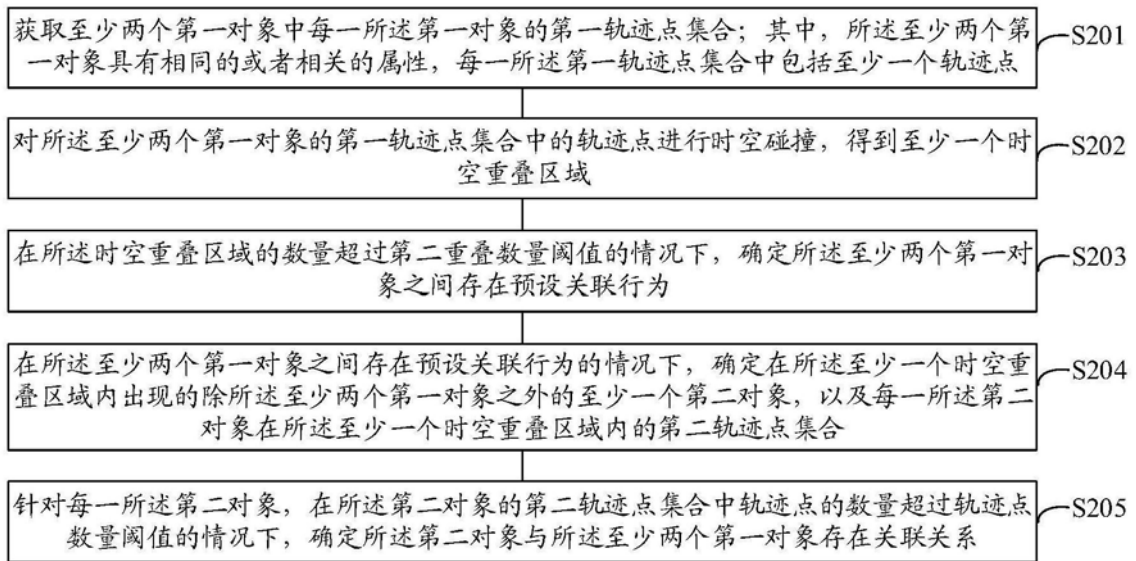 获取至少两个第一对象中每一所述第一对象的第一轨迹点集合；其中，所述至少两个第
一对象具有相同的或者相关的属性，每一所述第一轨迹点集合中包括至少一个轨迹点
S201
对所述至少两个第一对象的第一轨迹点集合中的轨迹点进行时空碰撞，得到至少一个时
空重叠区域
S202
在所述时空重叠区域的数量超过第二重叠数量阈值的情况下，确定所述至少两个第一对
象之间存在预设关联行为
S203
在所述至少两个第一对象之间存在预设关联行为的情况下，确定在所述至少一个时空重
叠区域内出现的除所述至少两个第一对象之外的至少一个第二对象，以及每一所述第二
对象在所述至少一个时空重叠区域内的第二轨迹点集合
S204
针对每一所述第二对象，在所述第二对象的第二轨迹点集合中轨迹点的数量超过轨迹点
数量阈值的情况下，确定所述第二对象与所述至少两个第一对象存在关联关系
S205